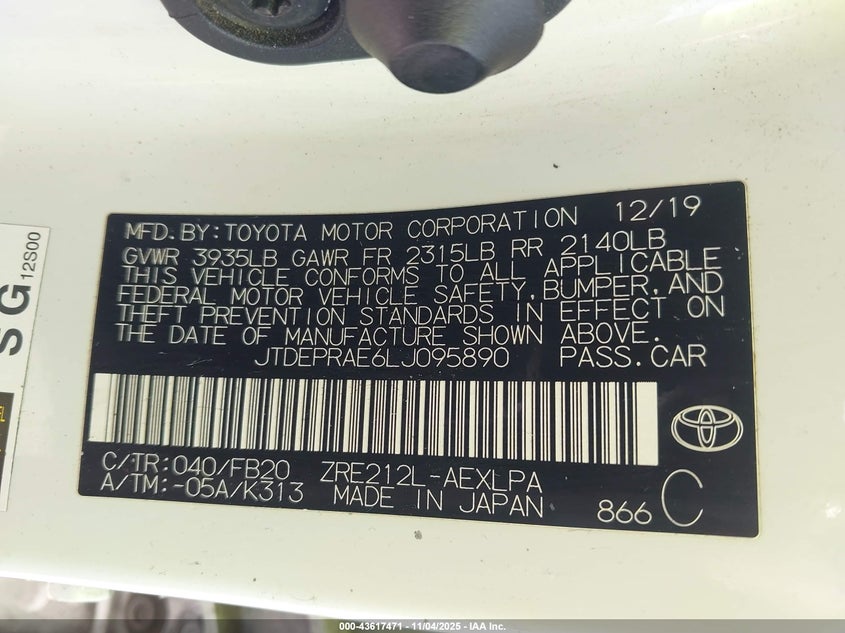 MFD.BY:TOYOTA MOTOR CORPORATION 12/19
GVWR 3935LB GAWR FR 2315LB RR 2140LB
THIS VEHICLE CONFORMS TO ALL APPLICABLE
FEDERAL MOTOR VEHICLE SAFETY,BUMPER,AND
THEFT PREVENTION STANDARDS IN EFFECT ON
THE DATE OF MANUFACTURE SHOWN ABOVE.
JTDEPRAE6LJ095890 PASS.CAR
C/TR:040/FB20 ZRE212L-AEXLPA
A/TM:-05A/K313 MADE IN JAPAN
866 C
SG
12S00
000-43617471 - 11/04/2025 - IAA Inc.